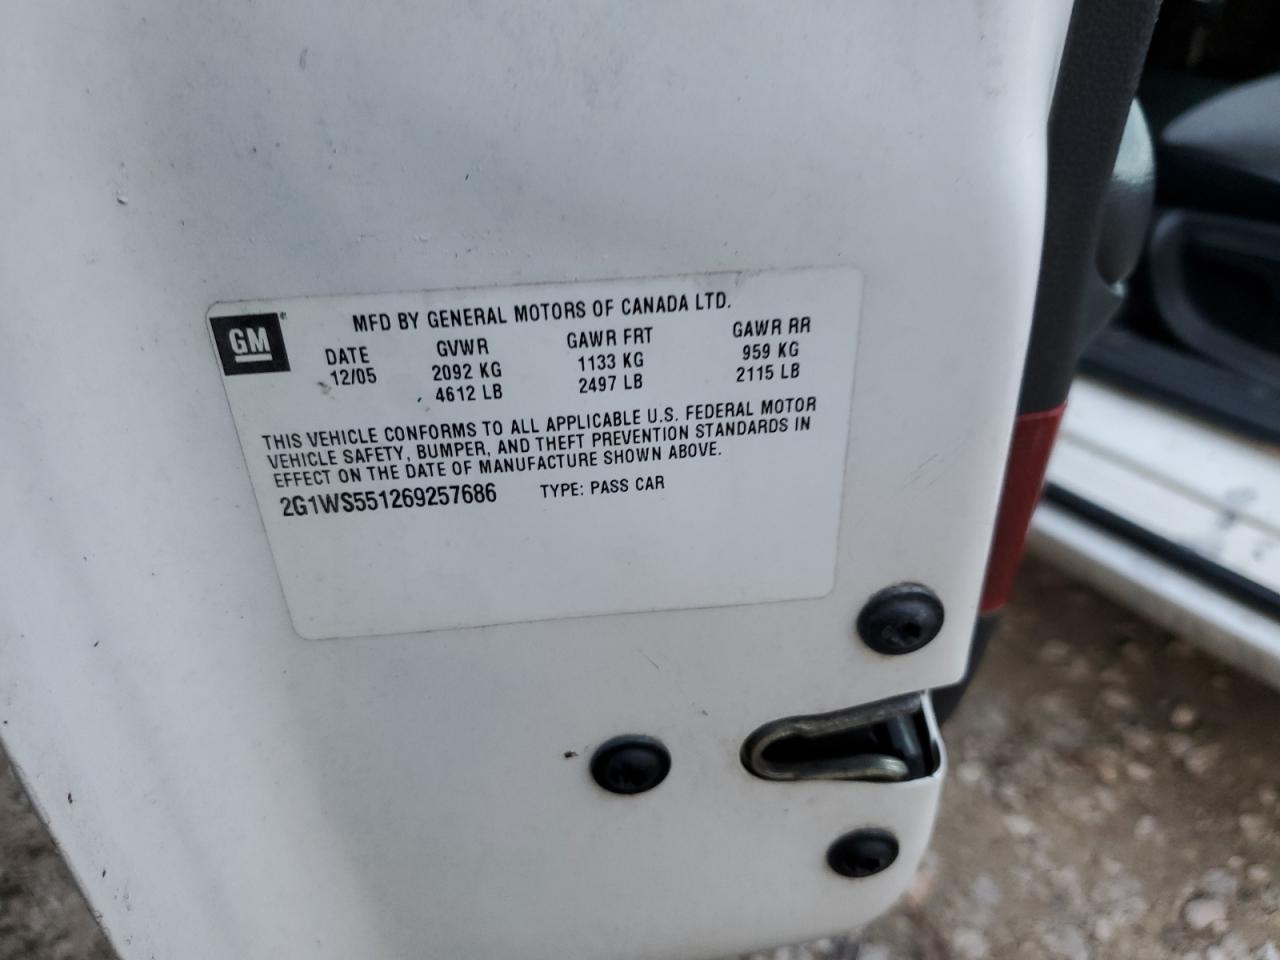 MFD BY GENERAL MOTORS OF CANADA LTD.
GM®
DATE GVWR GAWR FRT GAWR RR
12/05 2092 KG 1133 KG 959 KG
4612 LB 2497 LB 2115 LB
THIS VEHICLE CONFORMS TO ALL APPLICABLE U.S. FEDERAL MOTOR
VEHICLE SAFETY, BUMPER, AND THEFT PREVENTION STANDARDS IN
EFFECT ON THE DATE OF MANUFACTURE SHOWN ABOVE.
2G1WS551269257686 TYPE: PASS CAR